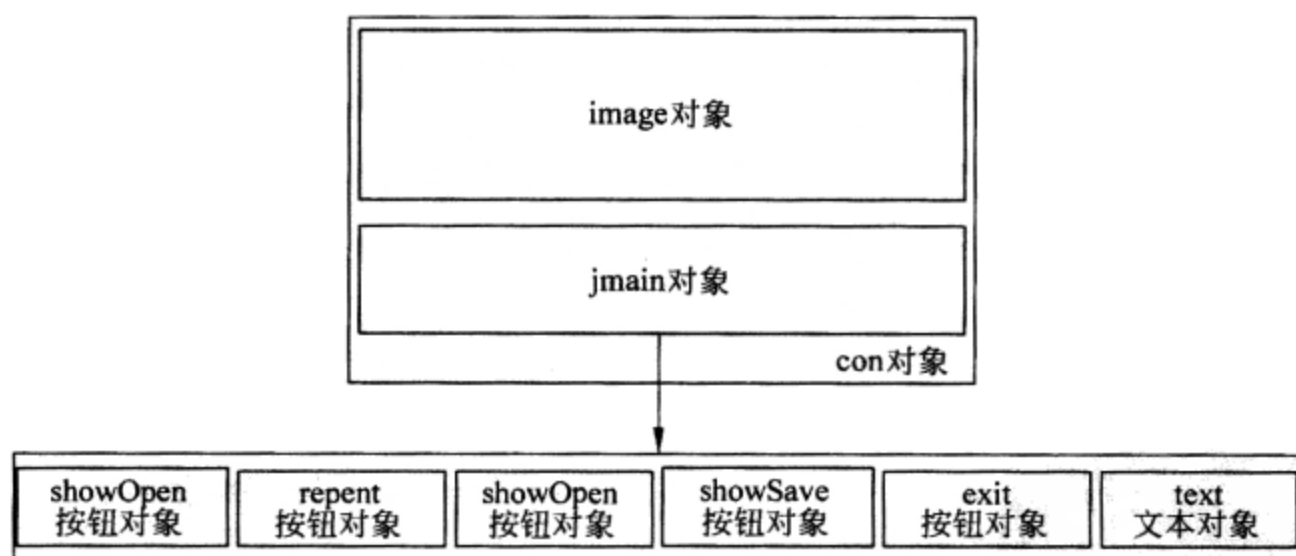 image对象
jmain对象
con对象
showOpen
按钮对象
repent
按钮对象
showOpen
按钮对象
showSave
按钮对象
exit
按钮对象
text
文本对象